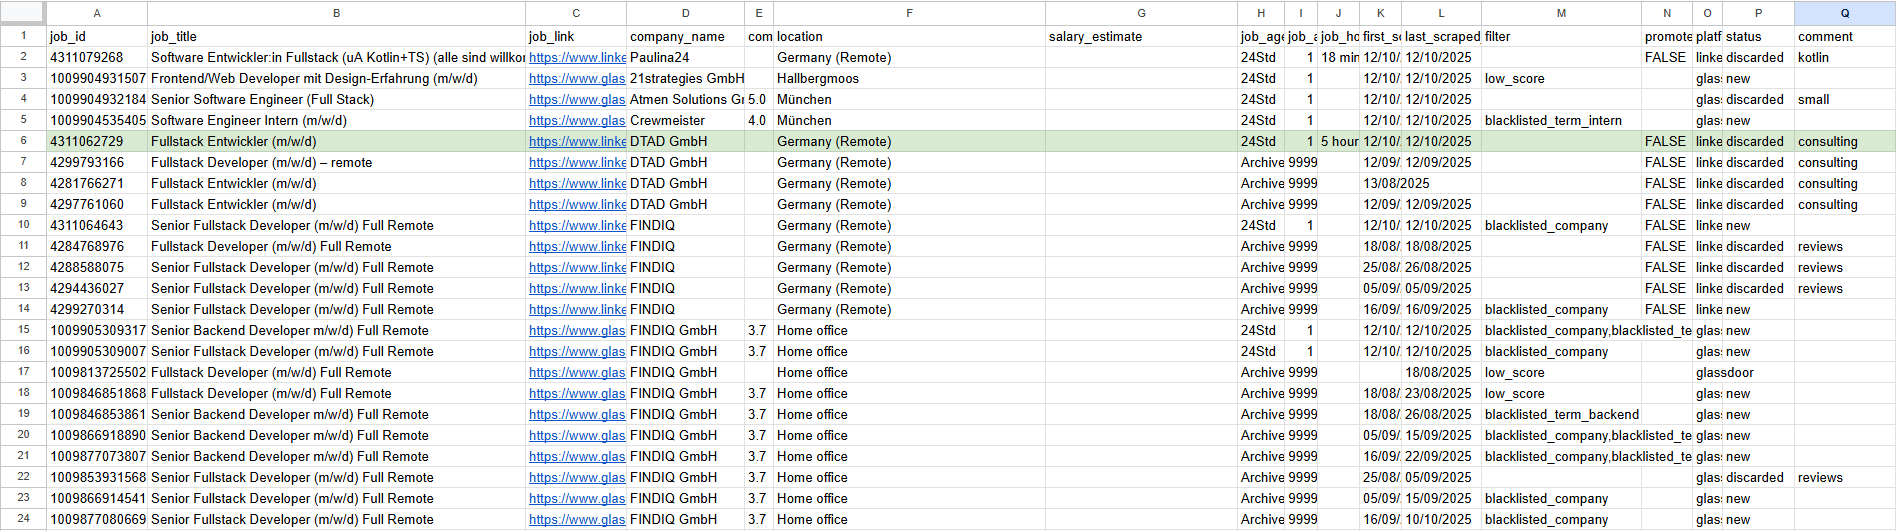 A B C D E F G H I J K L M N O P Q
1 job_id job_title job_link company_name com location salary_estimate job_age job_a job_ho first_sc last_scraped_ filter promote platf status comment
2 4311079268 Software Entwickler:in Fullstack (uA Kotlin+TS) (alle sind willkor https://www.linke Paulina24 Germany (Remote) 24Std 1 18 min 12/10/ 12/10/2025 FALSE linke discarded kotlin
3 1009904931507 Frontend/Web Developer mit Design-Erfahrung (m/w/d) https://www.glas 21strategies GmbH Hallbergmoos 24Std 1 12/10/ 12/10/2025 low_score glas new
4 1009904932184 Senior Software Engineer (Full Stack) https://www.glas Atmen Solutions Gr 5.0 München 24Std 1 12/10/ 12/10/2025 glas discarded small
5 1009904535405 Software Engineer Intern (m/w/d) https://www.glas Crewmeister 4.0 München 24Std 1 12/10/ 12/10/2025 blacklisted_term_intern glas new
6 4311062729 Fullstack Entwickler (m/w/d) https://www.linke DTAD GmbH Germany (Remote) 24Std 1 5 hour 12/10/ 12/10/2025 FALSE linke discarded consulting
7 4299793166 Fullstack Developer (m/w/d) – remote https://www.linke DTAD GmbH Germany (Remote) Archive 9999 12/09/ 12/09/2025 FALSE linke discarded consulting
8 4281766271 Fullstack Entwickler (m/w/d) https://www.linke DTAD GmbH Germany (Remote) Archive 9999 13/08/2025 FALSE linke discarded consulting
9 4297761060 Fullstack Entwickler (m/w/d) https://www.linke DTAD GmbH Germany (Remote) Archive 9999 12/09/ 12/09/2025 FALSE linke discarded consulting
10 4311064643 Senior Fullstack Developer (m/w/d) Full Remote https://www.linke FINDIQ Germany (Remote) 24Std 1 12/10/ 12/10/2025 blacklisted_company FALSE linke new
11 4284768976 Fullstack Developer (m/w/d) Full Remote https://www.linke FINDIQ Germany (Remote) Archive 9999 18/08/ 18/08/2025 FALSE linke discarded reviews
12 4288588075 Senior Fullstack Developer (m/w/d) Full Remote https://www.linke FINDIQ Germany (Remote) Archive 9999 25/08/ 26/08/2025 FALSE linke discarded reviews
13 4294436027 Senior Fullstack Developer (m/w/d) Full Remote https://www.linke FINDIQ Germany (Remote) Archive 9999 05/09/ 05/09/2025 FALSE linke discarded reviews
14 4299270314 Senior Fullstack Developer (m/w/d) Full Remote https://www.linke FINDIQ Germany (Remote) Archive 9999 16/09/ 16/09/2025 blacklisted_company FALSE linke new
15 1009905309317 Senior Backend Developer m/w/d) Full Remote https://www.glas FINDIQ GmbH 3.7 Home office 24Std 1 12/10/ 12/10/2025 blacklisted_company,blacklisted_te glas new
16 1009905309007 Senior Fullstack Developer (m/w/d) Full Remote https://www.glas FINDIQ GmbH 3.7 Home office 24Std 1 12/10/ 12/10/2025 blacklisted_company glas new
17 1009813725502 Fullstack Developer (m/w/d) Full Remote https://www.glas FINDIQ GmbH Home office Archive 9999 18/08/2025 low_score glassdoor
18 1009846851868 Fullstack Developer (m/w/d) Full Remote https://www.glas FINDIQ GmbH 3.7 Home office Archive 9999 18/08/ 23/08/2025 low_score glas new
19 1009846853861 Senior Backend Developer m/w/d) Full Remote https://www.glas FINDIQ GmbH 3.7 Home office Archive 9999 18/08/ 26/08/2025 blacklisted_term_backend glas new
20 1009866918890 Senior Backend Developer m/w/d) Full Remote https://www.glas FINDIQ GmbH 3.7 Home office Archive 9999 05/09/ 15/09/2025 blacklisted_company,blacklisted_te glas new
21 1009877073807 Senior Backend Developer m/w/d) Full Remote https://www.glas FINDIQ GmbH 3.7 Home office Archive 9999 16/09/ 22/09/2025 blacklisted_company,blacklisted_te glas new
22 1009853931568 Senior Fullstack Developer (m/w/d) Full Remote https://www.glas FINDIQ GmbH 3.7 Home office Archive 9999 25/08/ 05/09/2025 glas discarded reviews
23 1009866914541 Senior Fullstack Developer (m/w/d) Full Remote https://www.glas FINDIQ GmbH 3.7 Home office Archive 9999 05/09/ 15/09/2025 blacklisted_company glas new
24 1009877080669 Senior Fullstack Developer (m/w/d) Full Remote https://www.glas FINDIQ GmbH 3.7 Home office Archive 9999 16/09/ 10/10/2025 blacklisted_company glas new